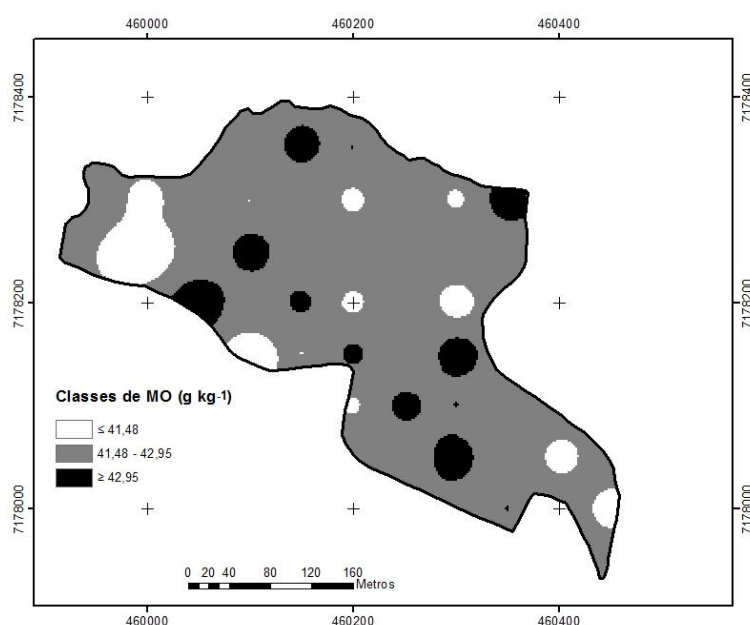 460000 460200 460400
7178400 7178400
7178200 7178200
Classes de MO (g kg-1)
≤ 41,48
41,48 - 42,95
≥ 42,95
7178000 7178000
0 20 40 80 120 160
Metros
460000 460200 460400